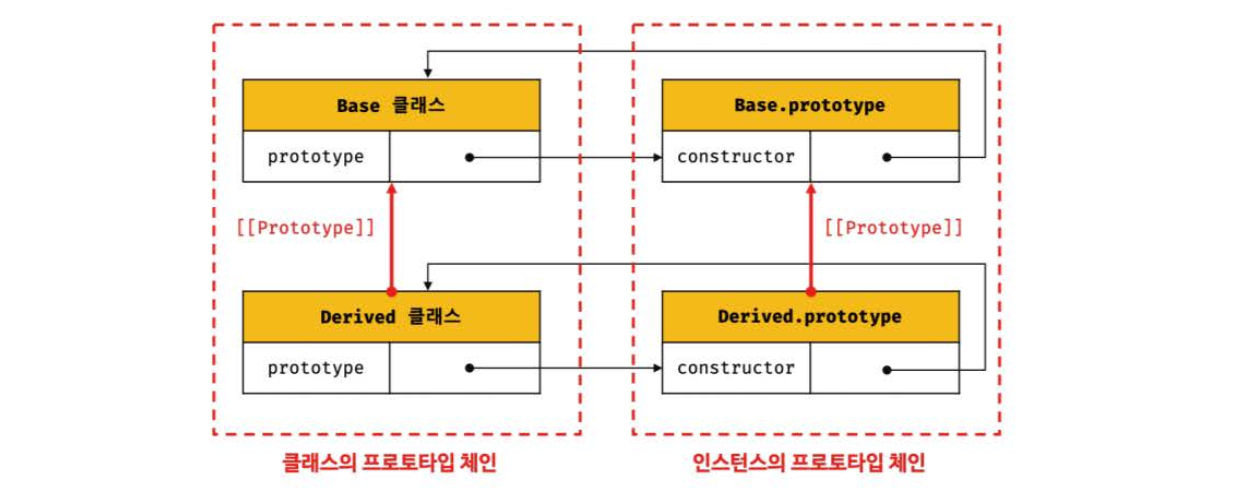 Base 클래스
Base.prototype
prototype
constructor
[[Prototype]]
[[Prototype]]
Derived 클래스
Derived.prototype
prototype
constructor
클래스의 프로토타입 체인
인스턴스의 프로토타입 체인